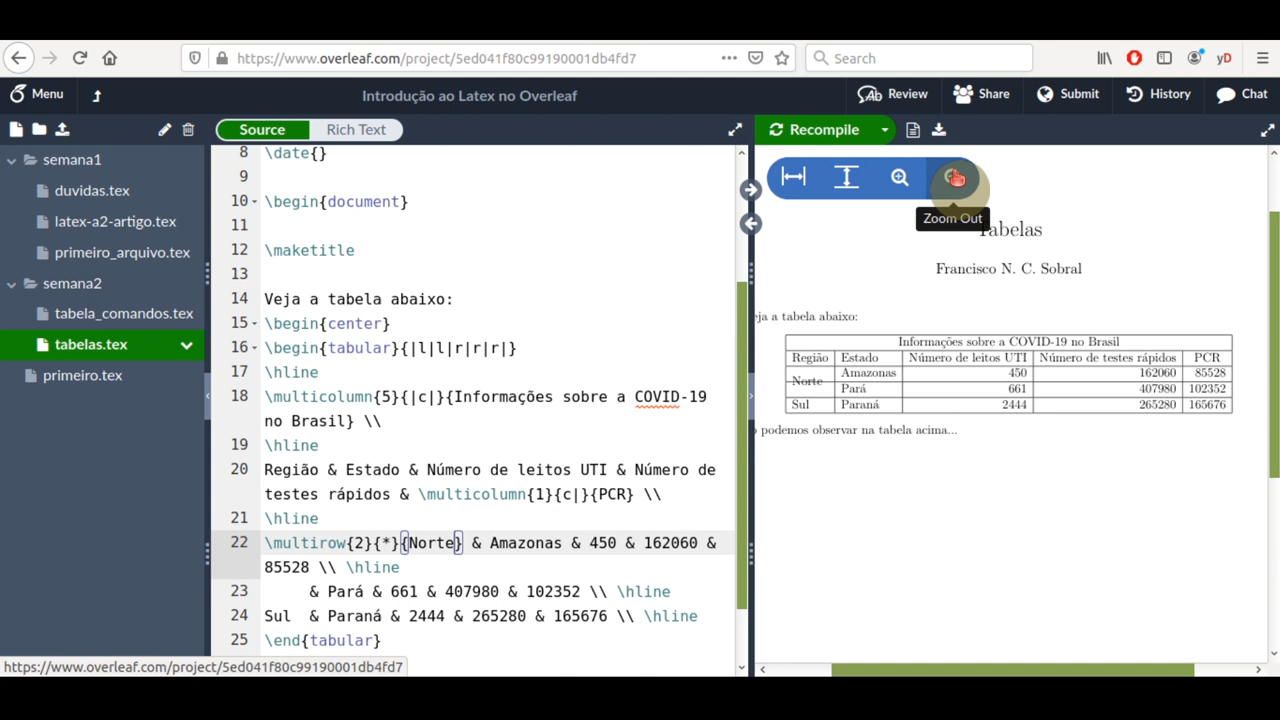 https://www.overleaf.com/project/5ed041f80c99190001db4fd7
Search
yD
Menu
Introdução ao Latex no Overleaf
Review
Share
Submit
History
Chat
Source
Rich Text
Recompile
semana1
duvidas.tex
latex-a2-artigo.tex
primeiro_arquivo.tex
semana2
tabela_comandos.tex
tabelas.tex
primeiro.tex
8 \date{}
9
10 \begin{document}
11
12 \maketitle
13
14 Veja a tabela abaixo:
15 \begin{center}
16 \begin{tabular}{|l|l|r|r|r|}
17 \hline
18 \multicolumn{5}{|c|}{Informações sobre a COVID-19
no Brasil} \\
19 \hline
20 Região & Estado & Número de leitos UTI & Número de
testes rápidos & \multicolumn{1}{c|}{PCR} \\
21 \hline
22 \multirow{2}{*}{Norte} & Amazonas & 450 & 162060 &
85528 \\ \hline
23 & Pará & 661 & 407980 & 102352 \\ \hline
24 Sul & Paraná & 2444 & 265280 & 165676 \\ \hline
25 \end{tabular}
Zoom Out
Tabelas
Francisco N. C. Sobral
eja a tabela abaixo:
Informações sobre a COVID-19 no Brasil
Região Estado Número de leitos UTI Número de testes rápidos PCR
Norte Amazonas 450 162060 85528
Pará 661 407980 102352
Sul Paraná 2444 265280 165676
o podemos observar na tabela acima...
https://www.overleaf.com/project/5ed041f80c99190001db4fd7